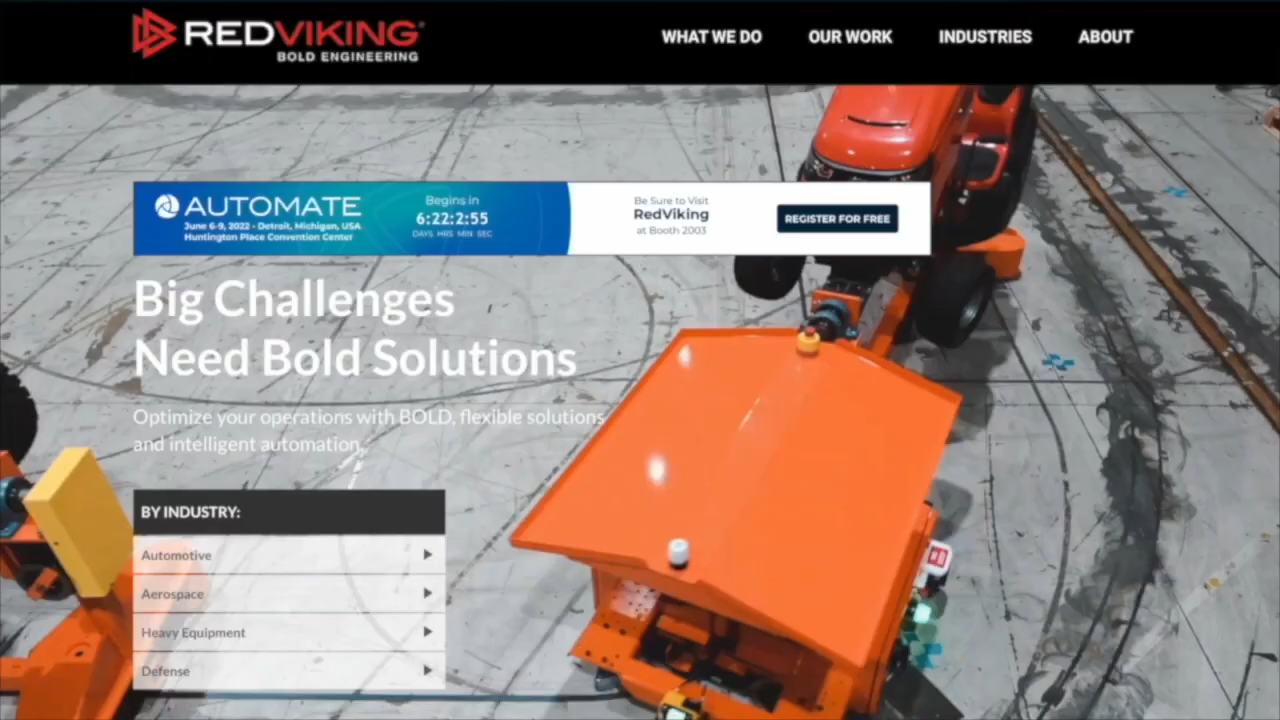 REDVIKING®
BOLD ENGINEERING
WHAT WE DO
OUR WORK
INDUSTRIES
ABOUT
AUTOMATE
June 6-9, 2022 • Detroit, Michigan, USA
Huntington Place Convention Center
Begins in
6:22:2:55
DAYS HRS MIN SEC
Be Sure to Visit
RedViking
at Booth 2003
REGISTER FOR FREE
Big Challenges
Need Bold Solutions
Optimize your operations with BOLD, flexible solutions
and intelligent automation.
BY INDUSTRY:
Automotive
Aerospace
Heavy Equipment
Defense